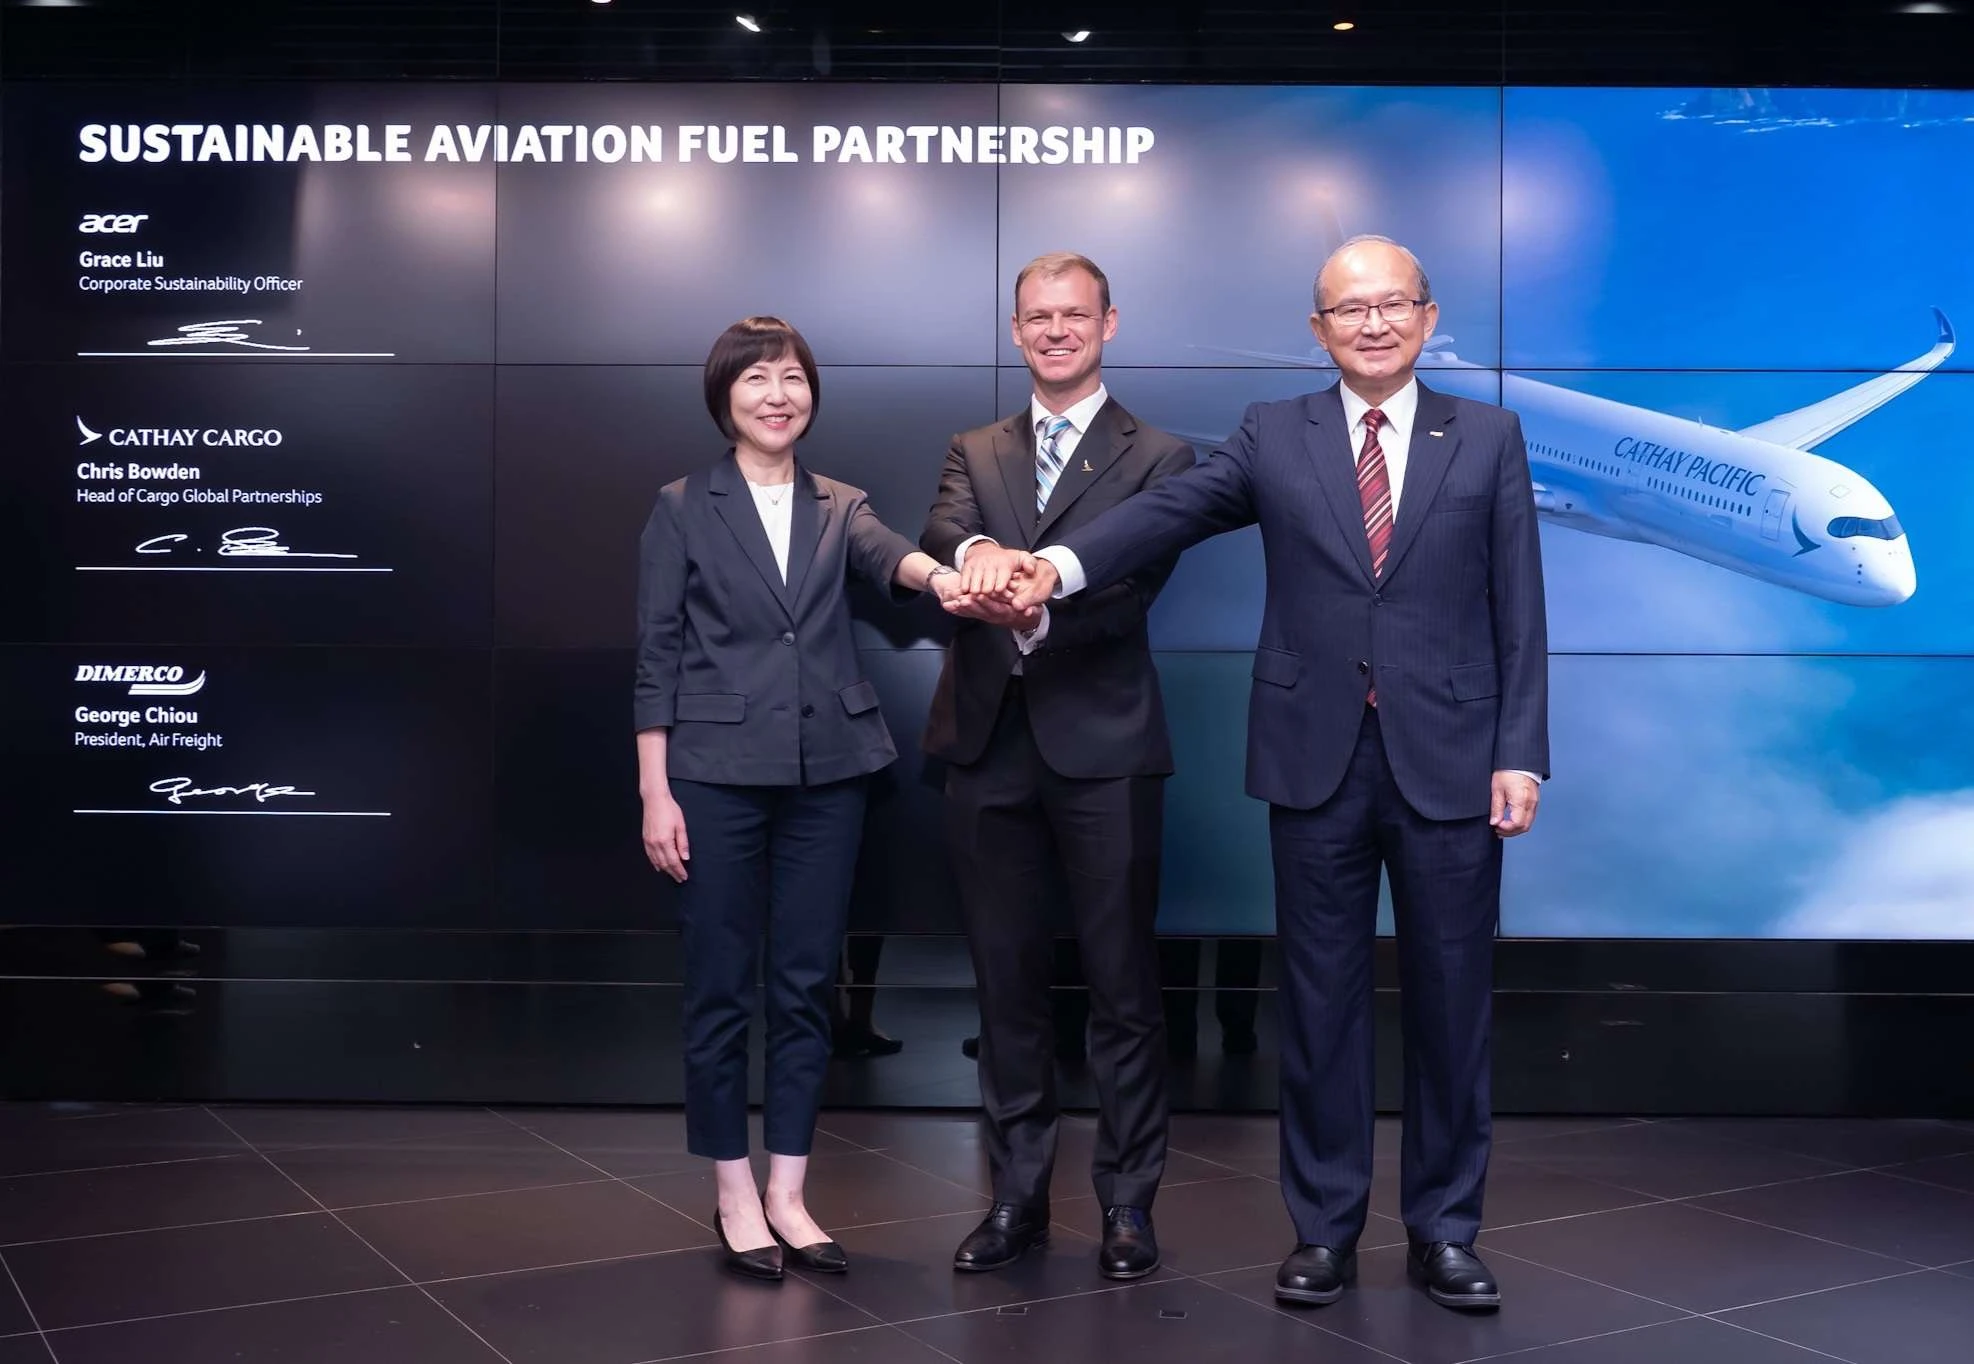 SUSTAINABLE AVIATION FUEL PARTNERSHIP
acer
Grace Liu
Corporate Sustainability Officer
CATHAY CARGO
Chris Bowden
Head of Cargo Global Partnerships
DIMERCO
George Chiou
President, Air Freight
George
CATHAY PACIFIC